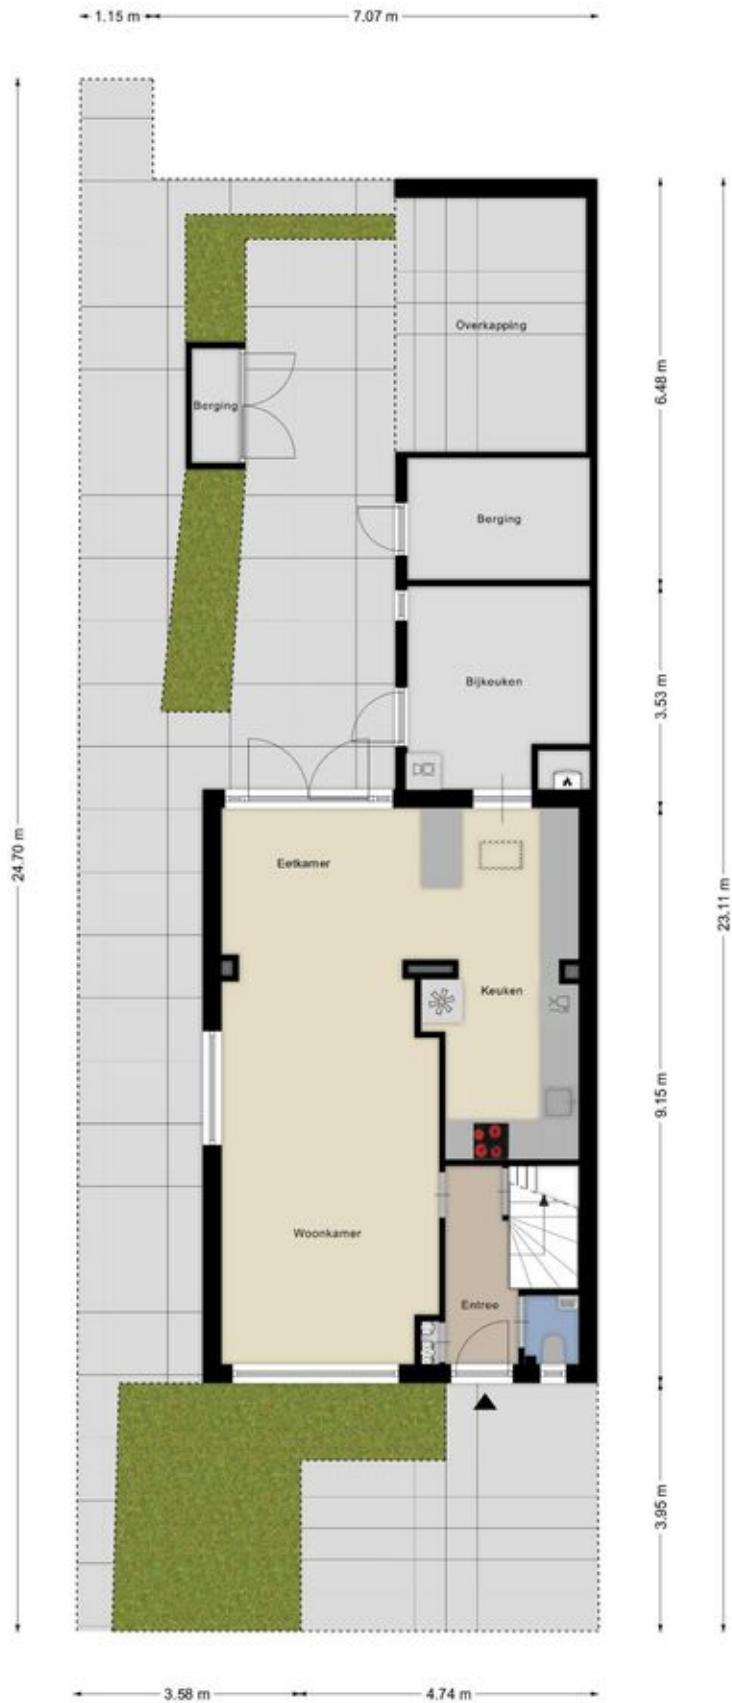 1.15 m
7.07 m
Overkapping
6.48 m
Berging
Berging
Bijkeuken
3.53 m
Eetkamer
24.70 m
23.11 m
Keuken
9.15 m
Woonkamer
Entree
3.95 m
3.58 m
4.74 m